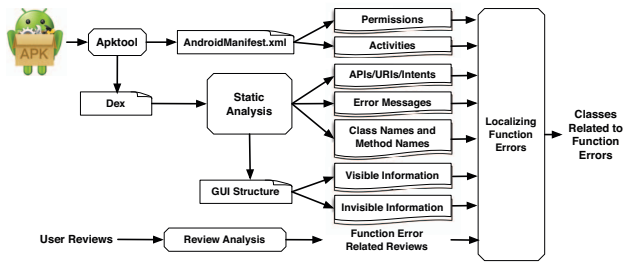 APK
Apktool
AndroidManifest.xml
Permissions
Activities
Dex
Static
Analysis
APIs/URIs/Intents
Error Messages
Class Names and
Method Names
GUI Structure
Visible Information
Invisible Information
User Reviews
Review Analysis
Function Error
Related Reviews
Localizing
Function
Errors
Classes
Related to
Function
Errors